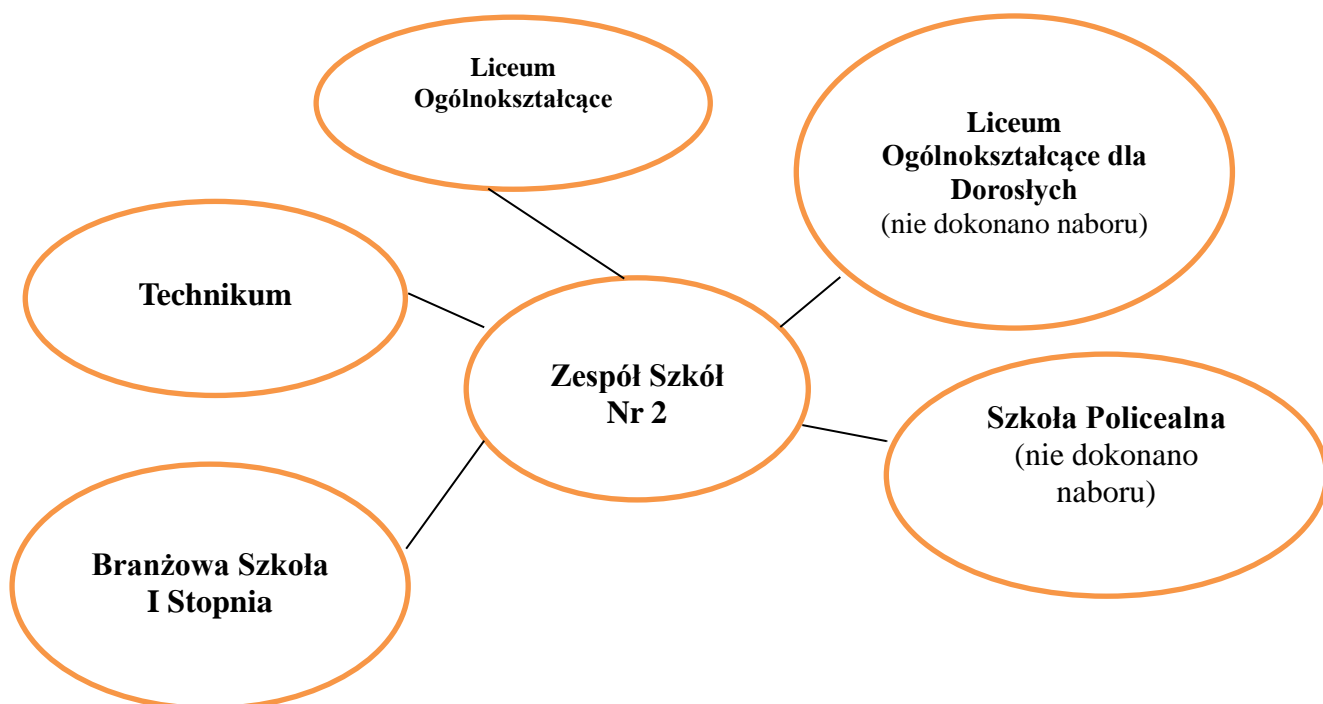 Liceum
Ogólnokształcące
Liceum
Ogólnokształcące dla
Dorosłych
(nie dokonano naboru)
Technikum
Zespół Szkół
Nr 2
Szkoła Policealna
(nie dokonano
naboru)
Branżowa Szkoła
I Stopnia